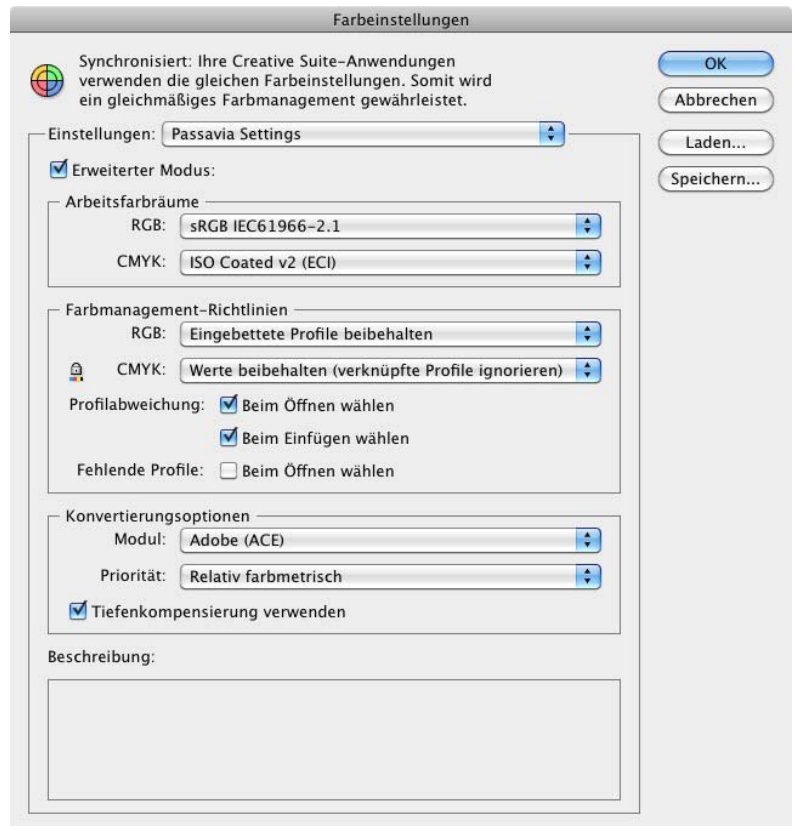 Farbeinstellungen
Synchronisiert: Ihre Creative Suite-Anwendungen
verwenden die gleichen Farbeinstellungen. Somit wird
ein gleichmäßiges Farbmanagement gewährleistet.
OK
Abbrechen
Laden...
Speichern...
Einstellungen: Passavia Settings
Erweiterter Modus:
Arbeitsfarbräume
RGB: sRGB IEC61966-2.1
CMYK: ISO Coated v2 (ECI)
Farbmanagement-Richtlinien
RGB: Eingebettete Profile beibehalten
CMYK: Werte beibehalten (verknüpfte Profile ignorieren)
Profilabweichung: Beim Öffnen wählen
Beim Einfügen wählen
Fehlende Profile: Beim Öffnen wählen
Konvertierungsoptionen
Modul: Adobe (ACE)
Priorität: Relativ farbmetrisch
Tiefenkompensierung verwenden
Beschreibung: